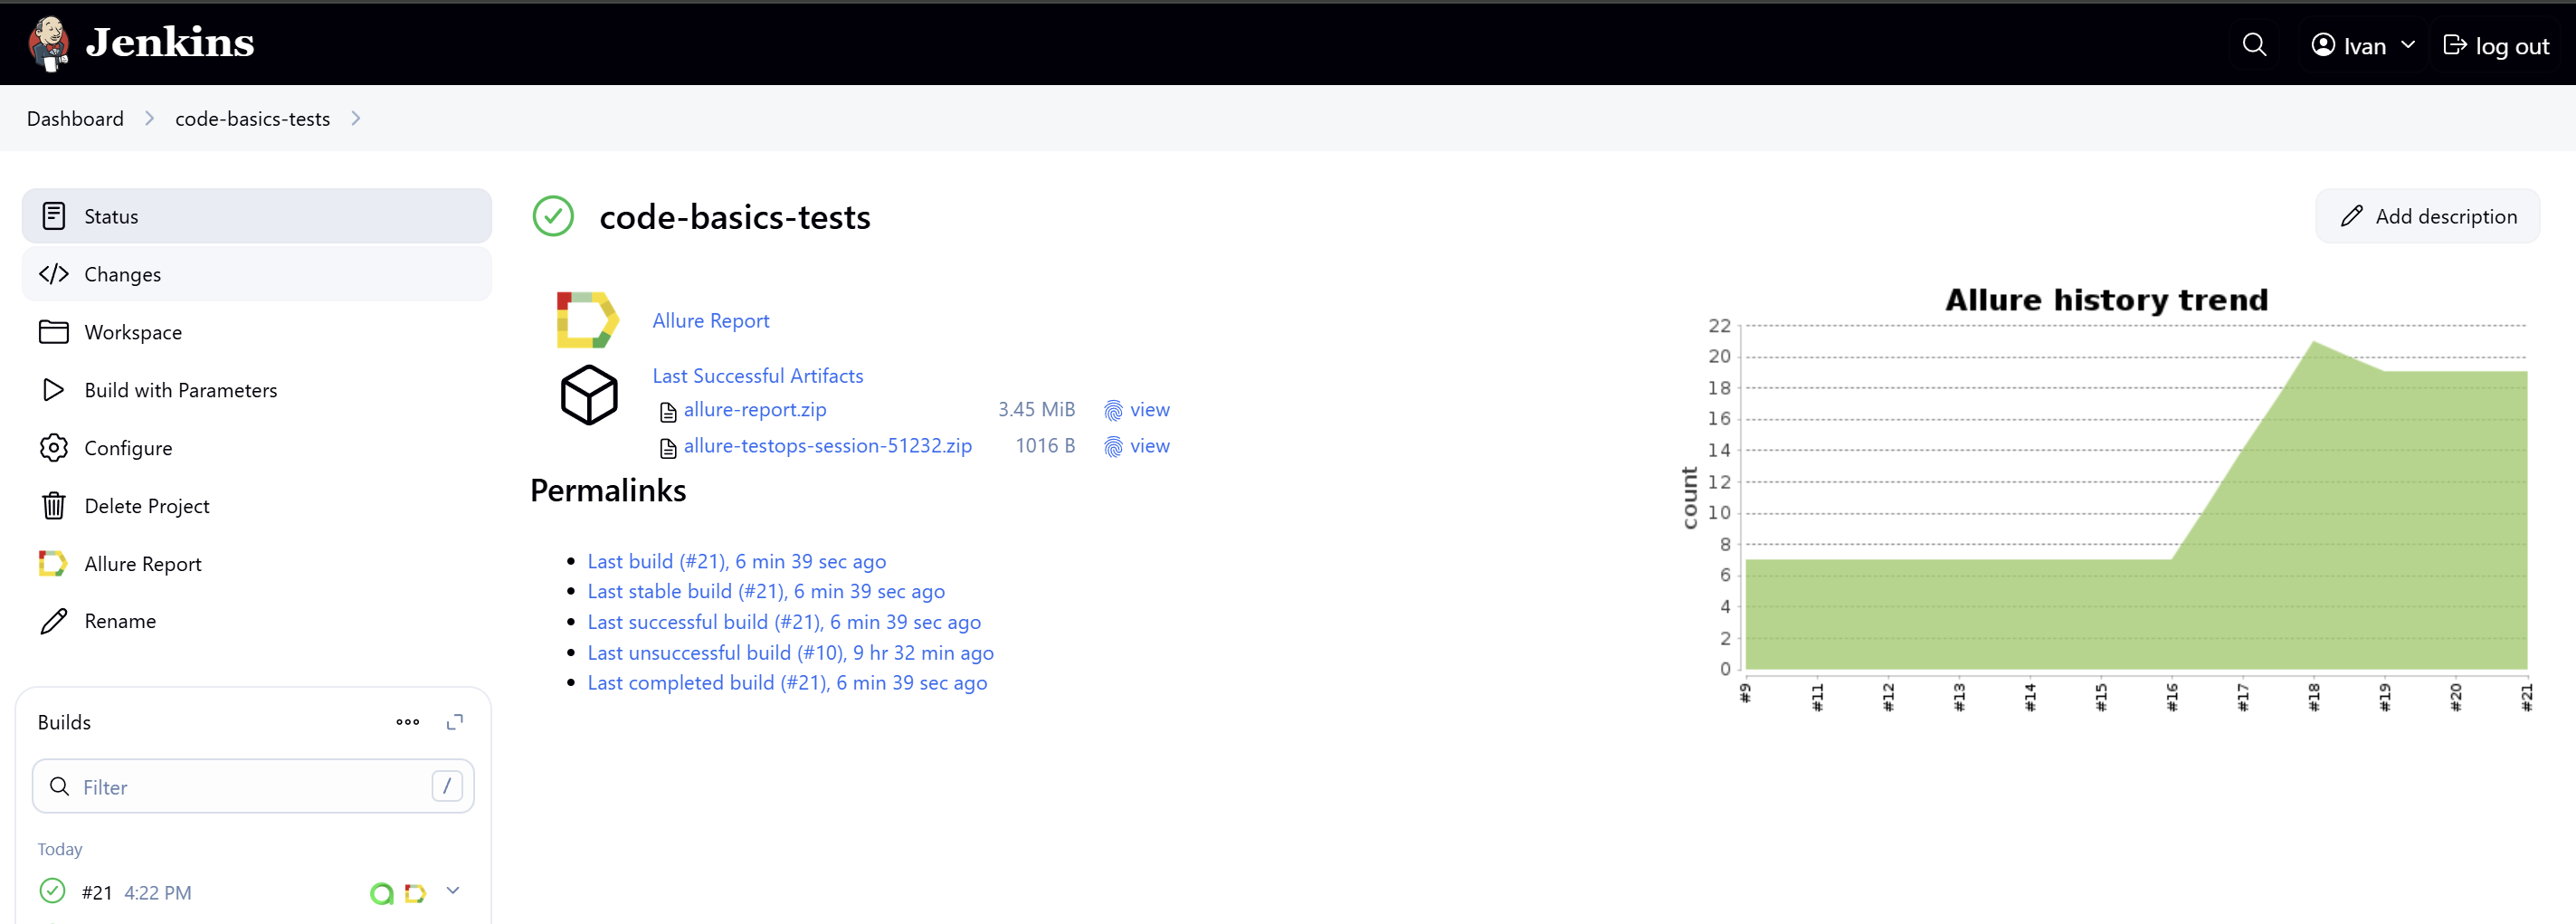 Jenkins
Ivan
log out
Dashboard
code-basics-tests
Status
Changes
Workspace
Build with Parameters
Configure
Delete Project
Allure Report
Rename
Builds
Filter
/
Today
#21 4:22 PM
code-basics-tests
Add description
Allure Report
Last Successful Artifacts
allure-report.zip 3.45 MiB view
allure-testops-session-51232.zip 1016 B view
Permalinks
Last build (#21), 6 min 39 sec ago
Last stable build (#21), 6 min 39 sec ago
Last successful build (#21), 6 min 39 sec ago
Last unsuccessful build (#10), 9 hr 32 min ago
Last completed build (#21), 6 min 39 sec ago
Allure history trend
count
22
20
18
16
14
12
10
8
6
4
2
0
#9 #11 #12 #13 #14 #15 #16 #17 #18 #19 #20 #21